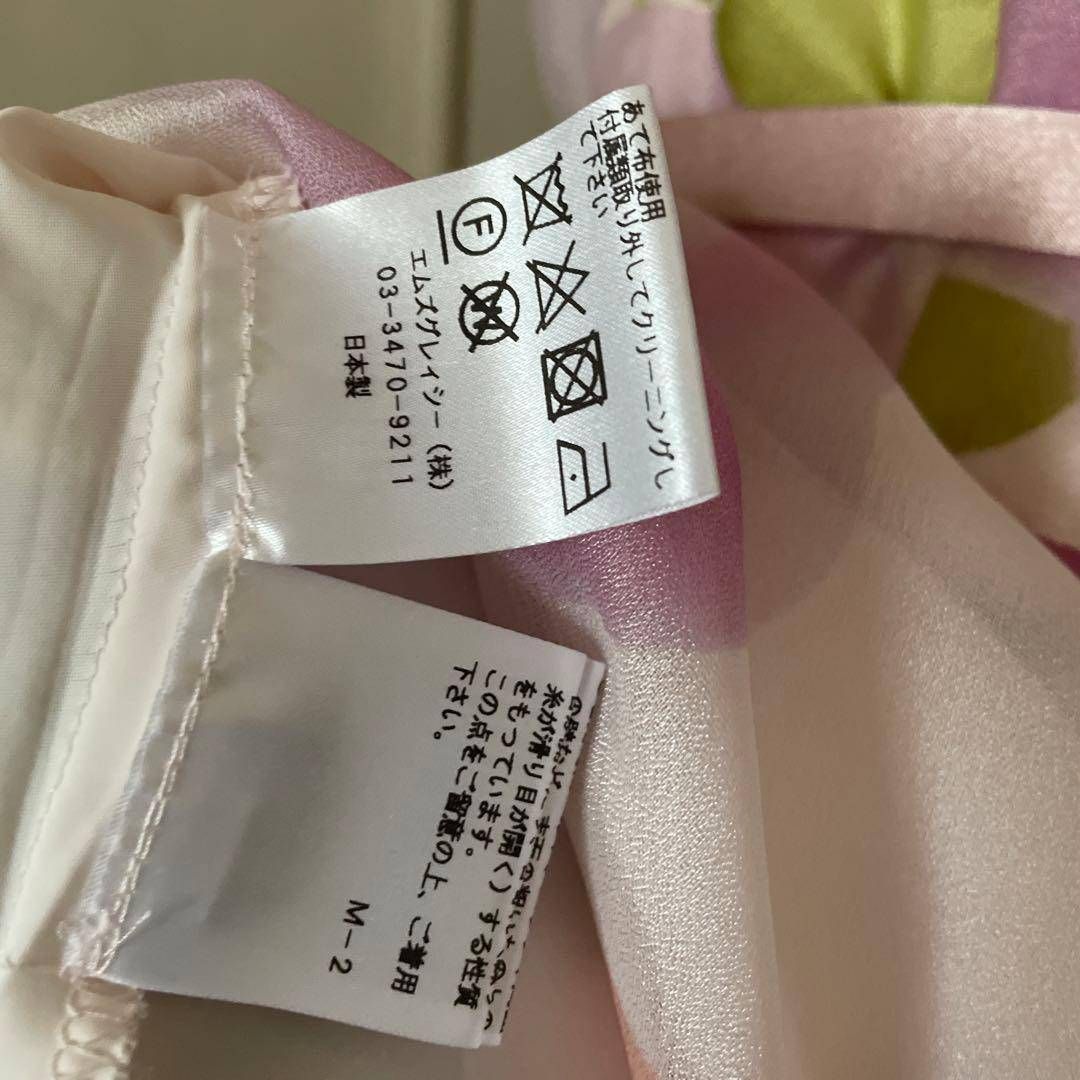 あて布使用
付属類取り外してクリーニングし
て下さい
F
W
エムズグレイシー（株）
03-3470-9211
日本製
糸が滑り目が開く）する性質
をもっています。
この点をご留意の上、ご着用
下さい。
M-2